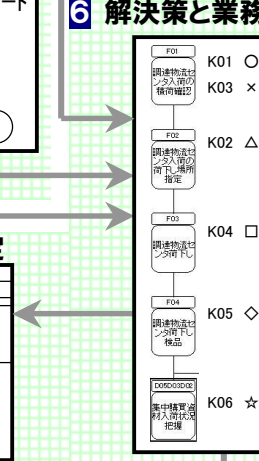 ート
6 解決策と業務
F01
調達物流セ
ンタ入荷の
積荷確認
K01 ○
K03 ×
F02
調達物流セ
ンタ入荷の
荷下し場所
指定
K02 △
F03
調達物流セ
ンタ荷下し
K04 □
F04
調達物流セ
ンタ荷下し
検品
K05 ◇
D05D03D02
集中購買資
材入荷状況
把握
K06 ☆